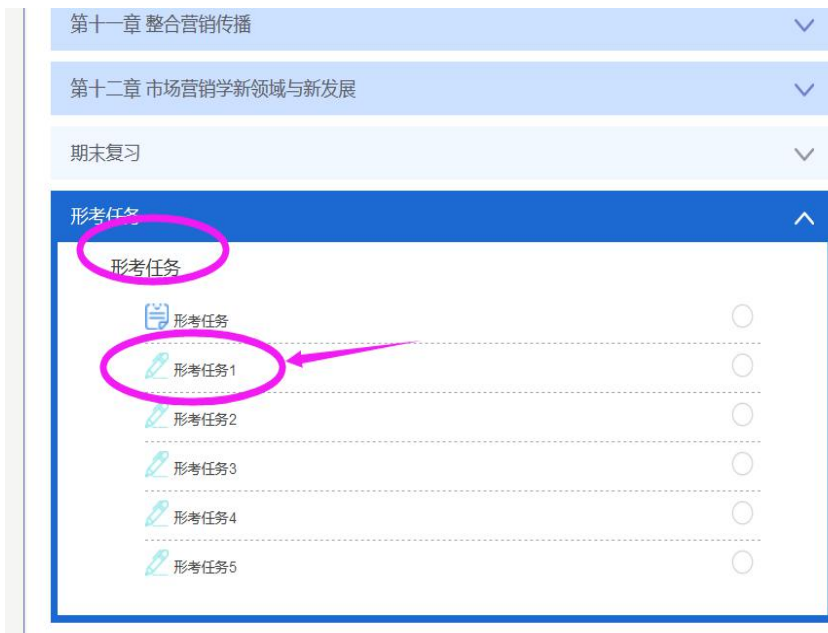 第十一章 整合营销传播
第十二章 市场营销学新领域与新发展
期末复习
形考任务
形考任务
形考任务
形考任务1
形考任务2
形考任务3
形考任务4
形考任务5